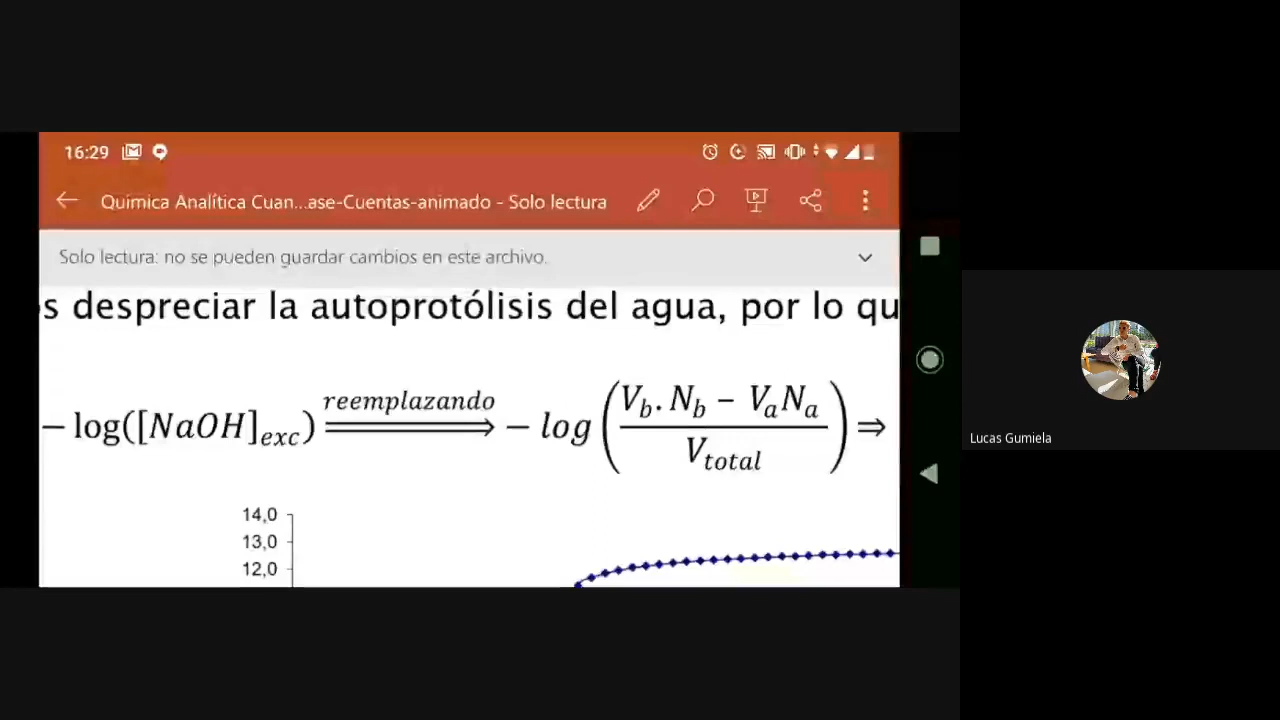 16:29
Química Analítica Cuan...ase-Cuentas-animado - Solo lectura
Solo lectura: no se pueden guardar cambios en este archivo.
s despreciar la autoprotólisis del agua, por lo qu
− log([NaOH]exc) reemplazando ⟹ − log (Vb. Nb − VaNa / Vtotal) ⇒
14,0
13,0
12,0
Lucas Gumiela